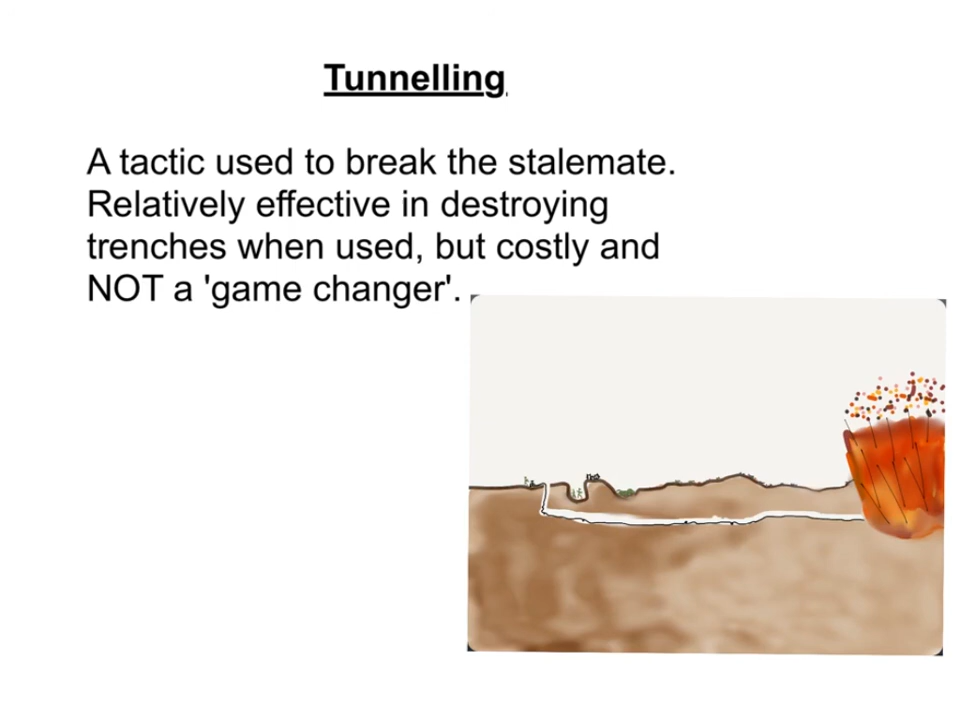 Tunnelling
A tactic used to break the stalemate.
Relatively effective in destroying
trenches when used, but costly and
NOT a 'game changer'.